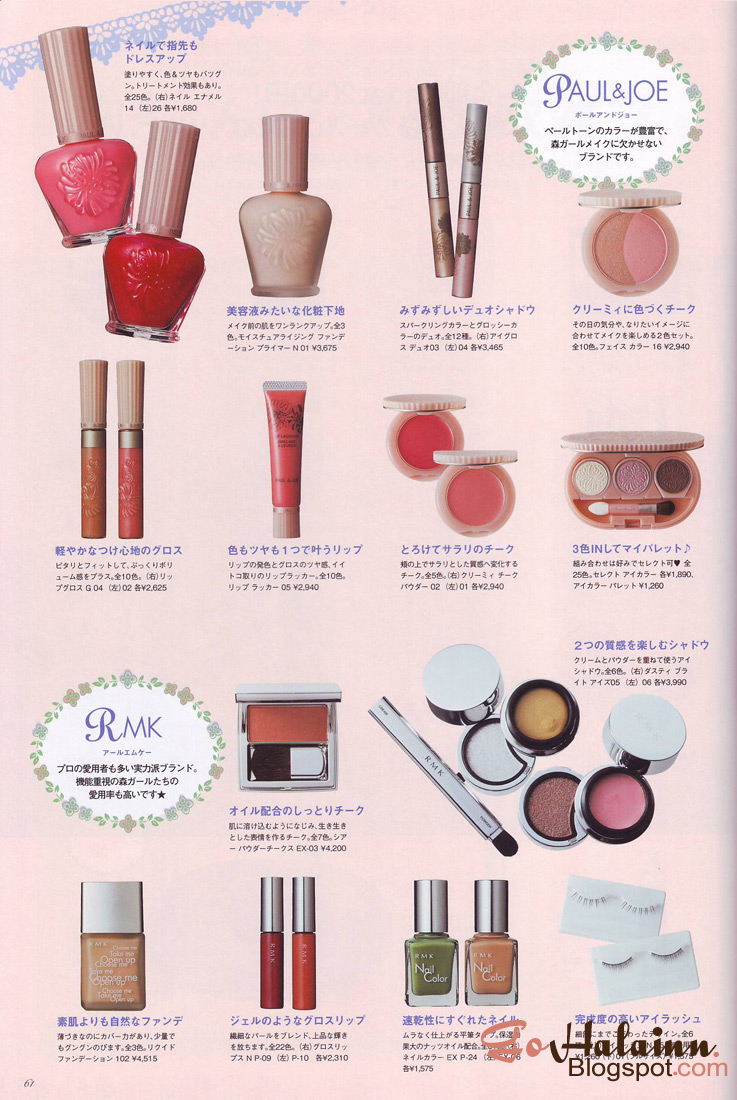 ネイルで指先も
ドレスアップ
塗りやすく、色&ツヤもバツグ
ン。トリートメント効果もあり。
全25色。(右)ネイル エナメル
14 (左)26 各¥1,680
PAUL&JOE
ポールアンドジョー
ペールトーンのカラーが豊富で、
森ガールメイクに欠かせない
ブランドです。
美容液みたいな化粧下地
メイク前の肌をワンランクアップ。全3
色。モイスチュアライジング ファンデ
ーション プライマー N 01 ¥3,675
みずみずしいデュオシャドウ
スパークリングカラーとグロッシーカ
ラーのデュオ。全12種。(右)アイグロ
ス デュオ03 (左)04 各¥3,465
クリーミィに色づくチーク
その日の気分や、なりたいイメージに
合わせてメイクを楽しめる2色セット。
全10色。フェイス カラー 16 ¥2,940
軽やかなつけ心地のグロス
ピタリとフィットして、ぷっくりボリ
ューム感をプラス。全10色。(右)リッ
プグロス G 04 (左)02 各¥2,625
PAUL & JOE
色もツヤも1つで叶うリップ
リップの発色とグロスのツヤ感、イイ
トコ取りのリップラッカー。全10色。
リップ ラッカー 05 ¥2,940
とろけてサラリのチーク
頬の上でサラリとした質感へ変化する
チーク。全5色。(右)クリーミィ チーク
パウダー 02 (左)01 各¥2,940
3色INしてマイパレット♪
組み合わせは好みでセレクト可♥ 全
25色。セレクト アイカラー 各¥1,890、
アイカラー パレット ¥1,260
2つの質感を楽しむシャドウ
クリームとパウダーを重ねて使うアイ
シャドウ。全6色。(右)ダスティ ブラ
イト アイズ05 (左) 06 各¥3,990
RMK
アールエムケー
プロの愛用者も多い実力派ブランド。
機能重視の森ガールたちの
愛用率も高いです★
RMK
オイル配合のしっとりチーク
肌に溶け込むようになじみ、生き生き
とした表情を作るチーク。全7色。シア
ー パウダーチークス EX-03 ¥4,200
RMK
Choose me
Take me
Open up
素肌よりも自然なファンデ
薄づきなのにカバー力があり、少量で
もグングンのびます。全3色。リクイド
ファンデーション 102 ¥4,515
RMK
RMK
ジェルのようなグロスリップ
繊細なパールをブレンド、上品な輝き
を放ちます。全22色。(右)グロスリッ
プス N P-09 (左) P-10 各¥2,310
RMK
Nail
Color
RMK
Nail
Color
速乾性にすぐれたネイル
ムラなく仕上がる平筆タイプ。保湿
果大のナッツオイル配合。
ネイルカラー EX P-24
各¥1,575
完成度の高いアイラッシュ
全6
61
So Halainn.
Blogspot.com